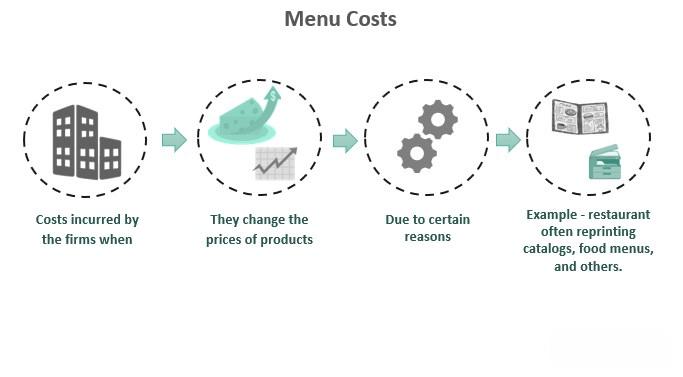 Menu Costs
$
Costs incurred by
the firms when
They change the
prices of products
Due to certain
reasons
Example - restaurant
often reprinting
catalogs, food menus,
and others.